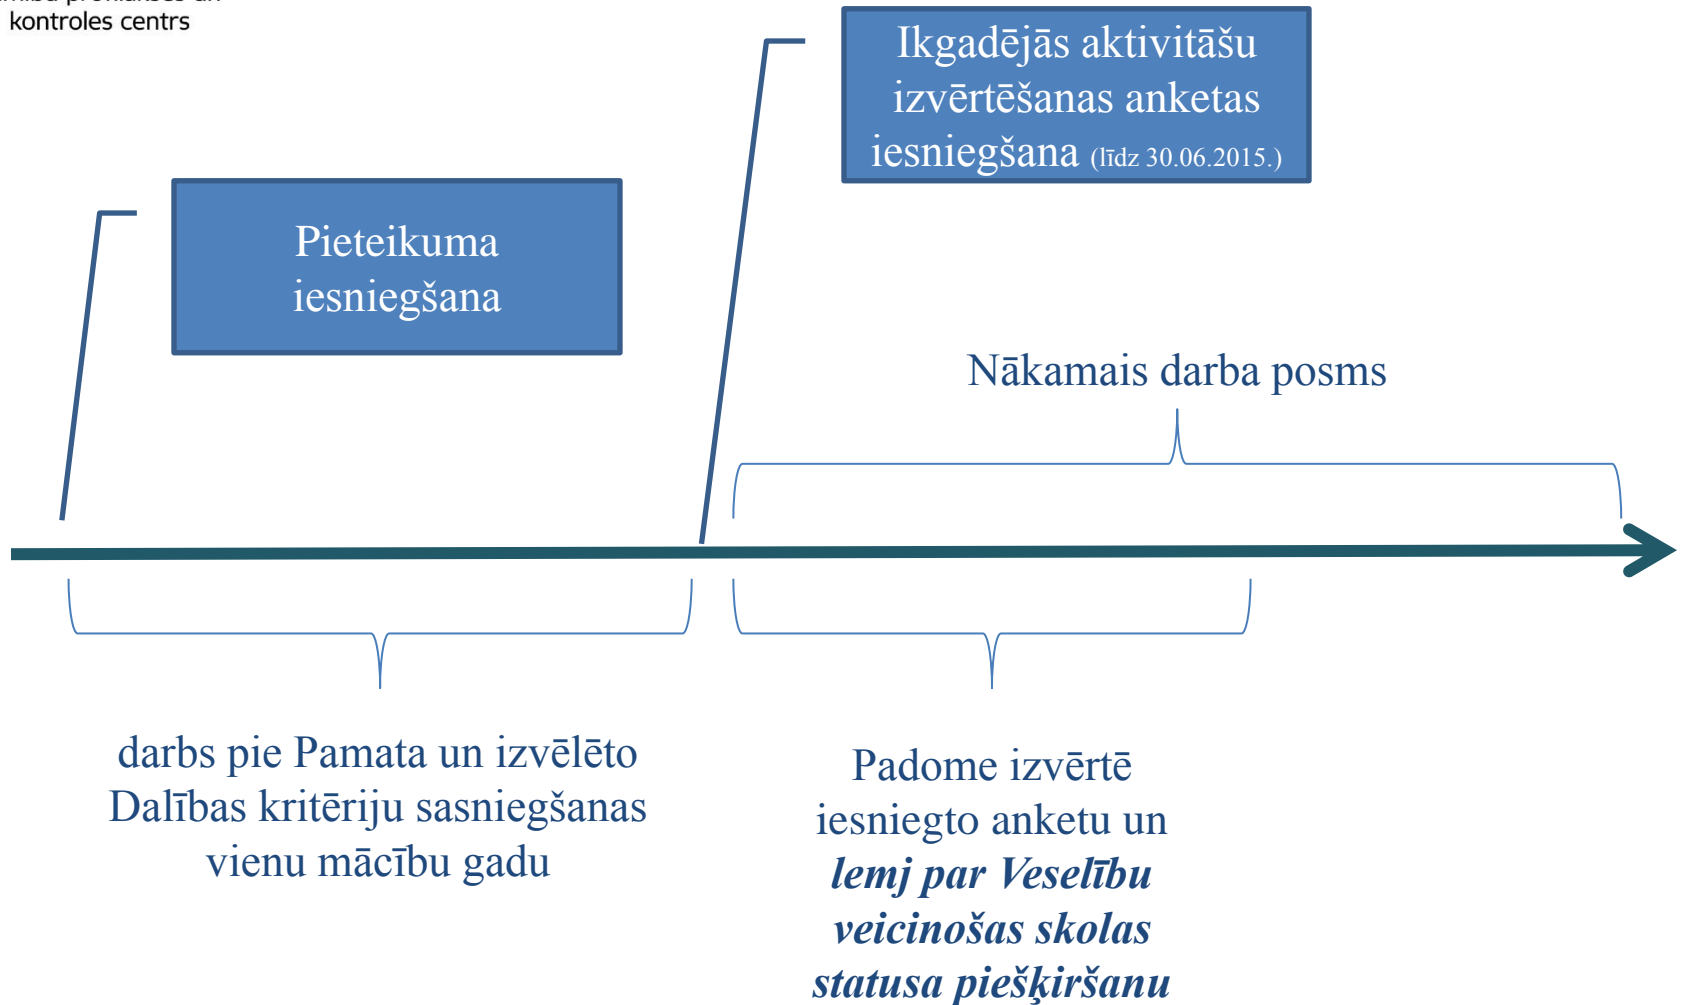 kontroles centrs
Ikgadējās aktivitāšu
izvērtēšanas anketas
iesniegšana (līdz 30.06.2015.)
Pieteikuma
iesniegšana
Nākamais darba posms
darbs pie Pamata un izvēlēto
Dalības kritēriju sasniegšanas
vienu mācību gadu
Padome izvērtē
iesniegto anketu un
lemj par Veselību
veicinošas skolas
statusa piešķiršanu